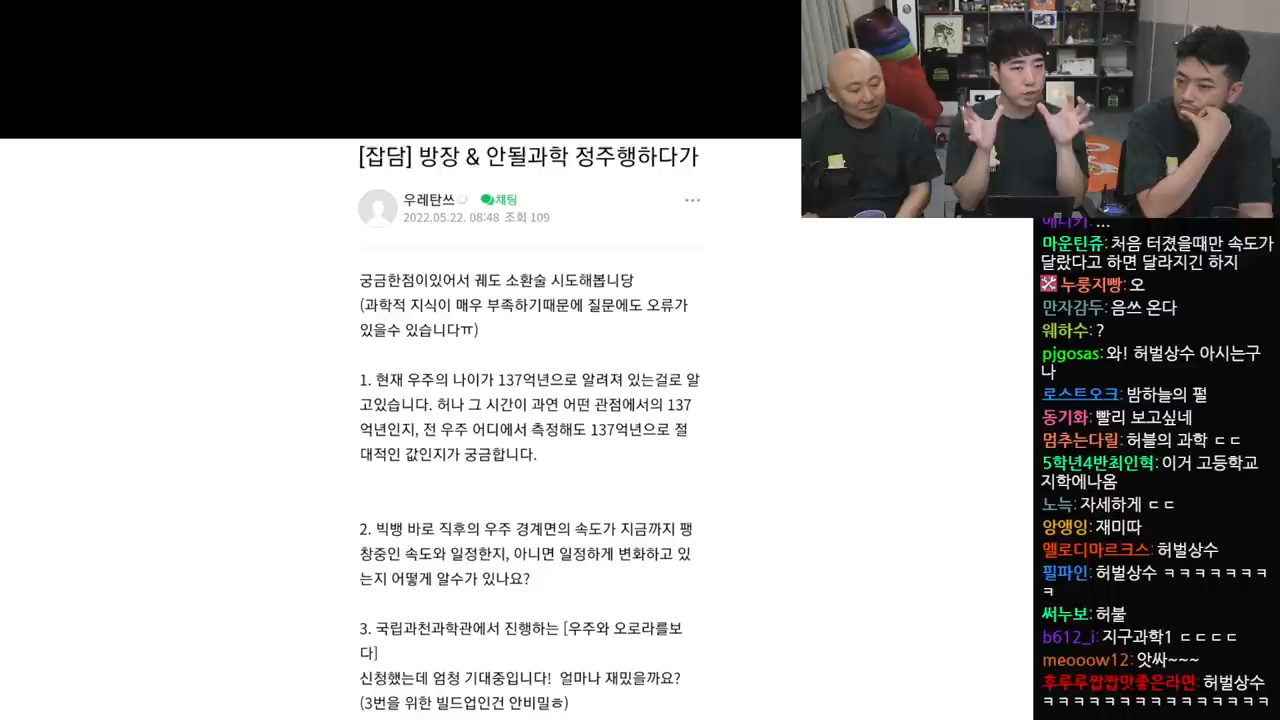 [잡담] 방장 & 안될과학 정주행하다가
우레탄쓰 채팅
2022.05.22. 08:48 조회 109
궁금한점이있어서 궤도 소환술 시도해봅니당
(과학적 지식이 매우 부족하기때문에 질문에도 오류가
있을수 있습니다ㅠ)
1. 현재 우주의 나이가 137억년으로 알려져 있는걸로 알
고있습니다. 허나 그 시간이 과연 어떤 관점에서의 137
억년인지, 전 우주 어디에서 측정해도 137억년으로 절
대적인 값인지가 궁금합니다.
2. 빅뱅 바로 직후의 우주 경계면의 속도가 지금까지 팽
창중인 속도와 일정한지, 아니면 일정하게 변화하고 있
는지 어떻게 알수가 있나요?
3. 국립과천과학관에서 진행하는 [우주와 오로라를보
다]
신청했는데 엄청 기대중입니다! 얼마나 재밌을까요?
(3번을 위한 빌드업인건 안비밀ㅎ)
마운틴쥬: 처음 터졌을때만 속도가
달랐다고 하면 달라지긴 하지
누룽지빵: 오
만자감두: 음쓰 온다
웨하수: ?
pjgosas: 와! 허벌상수 아시는구
나
로스트오크: 밤하늘의 펄
동기화: 빨리 보고싶네
멈추는다릴: 허블의 과학 ㄷㄷ
5학년4반최인혁: 이거 고등학교
지학에나옴
노늑: 자세하게 ㄷㄷ
앙앵잉: 재미따
멜로디마르크스: 허벌상수
필파인: 허벌상수 ㅋㅋㅋㅋㅋㅋㅋ
ㅋ
써누보: 허불
b612_i: 지구과학1 ㄷㄷㄷㄷ
meooow12: 앗싸~~~
후루루짭짭맛좋은라면: 허벌상수
ㅋㅋㅋㅋㅋㅋㅋㅋㅋㅋㅋㅋㅋㅋㅋ